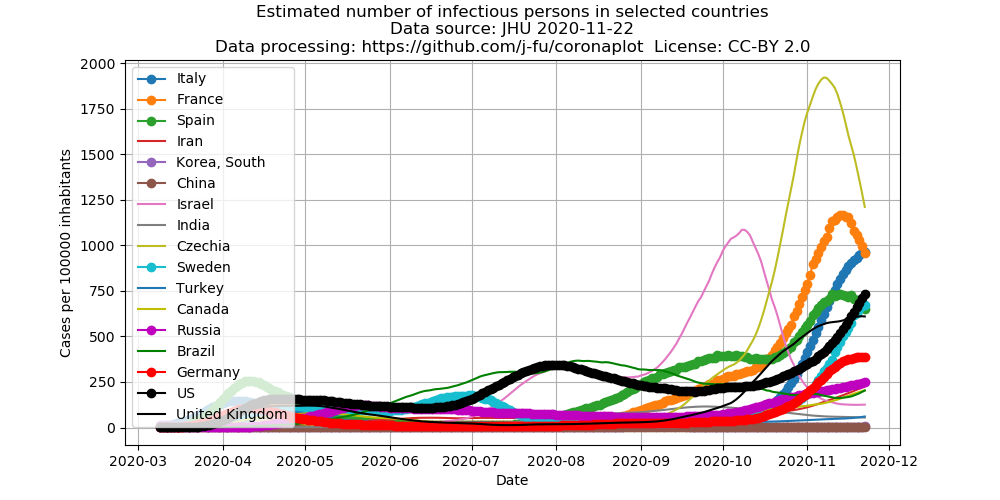 Estimated number of infectious persons in selected countries
Data source: JHU 2020-11-22
Data processing: https://github.com/j-fu/coronaplot  License: CC-BY 2.0
Cases per 100000 inhabitants
2000
1750
1500
1250
1000
750
500
250
0
Italy
France
Spain
Iran
Korea, South
China
Israel
India
Czechia
Sweden
Turkey
Canada
Russia
Brazil
Germany
US
United Kingdom
2020-03 2020-04 2020-05 2020-06 2020-07 2020-08 2020-09 2020-10 2020-11 2020-12
Date